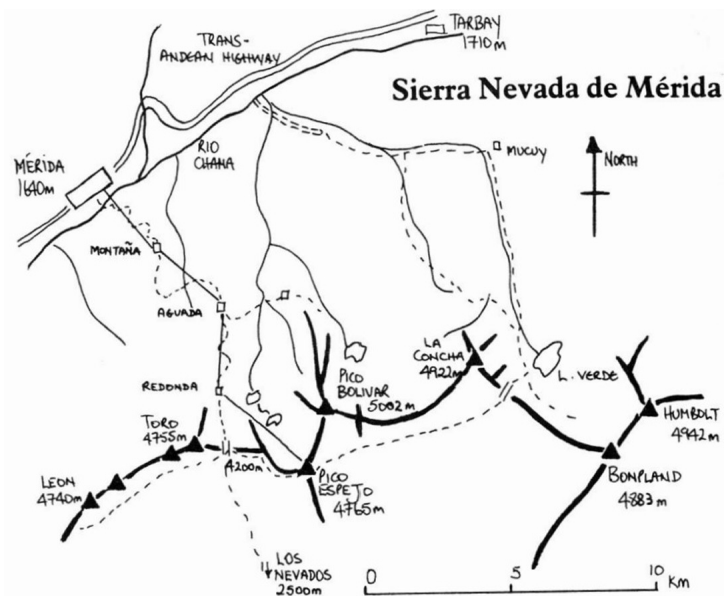 TARBAY
1710m
TRANS-
ANDEAN HIGHWAY
Sierra Nevada de Mérida
MUCUY
NORTH
RIO
CHANA
MÉRIDA
1640m
MONTAÑA
AGUADA
LA
CONCHA
4922m
L. VERDE
PICO
BOLIVAR
5002m
REDONDA
HUMBOLT
4942m
TORO
4755m
4200m
PICO
ESPEJO
4765m
BONPLAND
4883m
LEON
4740m
LOS
NEVADOS
2500m
0 5 10
Km